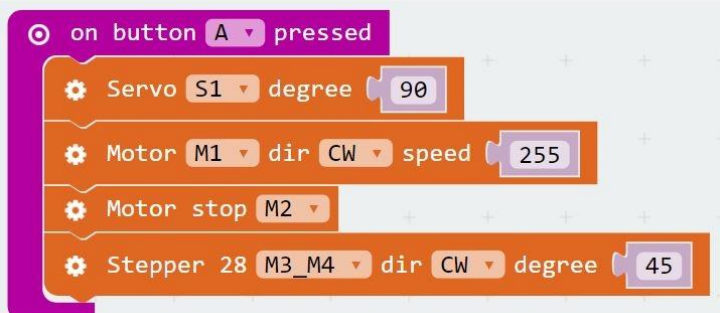 on button A pressed
Servo S1 degree 90
Motor M1 dir CW speed 255
Motor stop M2
Stepper 28 M3_M4 dir CW degree 45